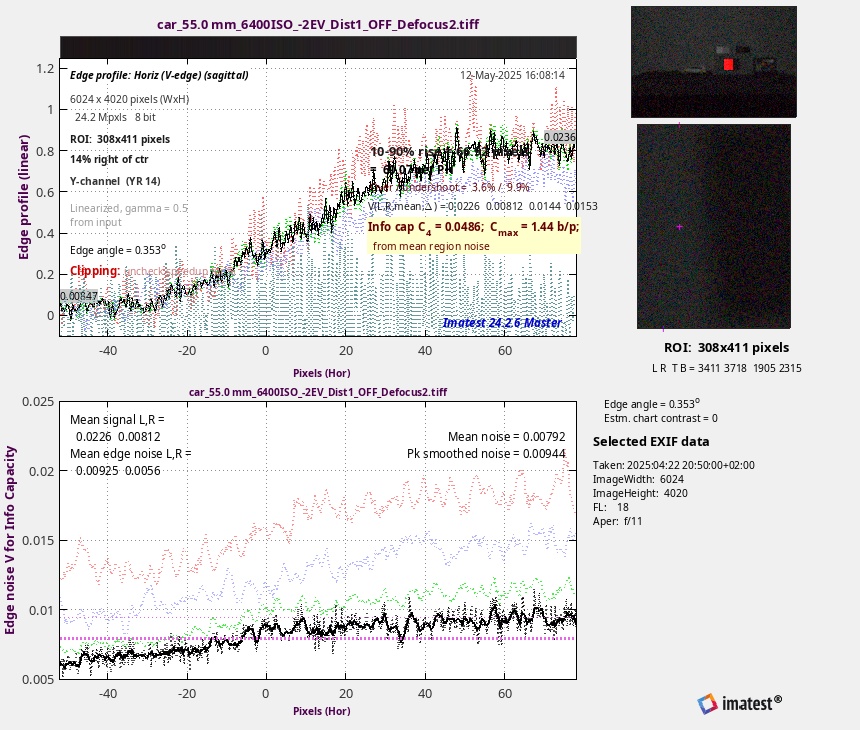 car_55.0 mm_6400ISO_-2EV_Dist1_OFF_Defocus2.tiff
Edge profile: Horiz (V-edge) (sagittal)
12-May-2025 16:08:14
6024 x 4020 pixels (WxH)
24.2 Mpxls 8 bit
ROI: 308x411 pixels
14% right of ctr
Y-channel (YR 14)
Linearized, gamma = 0.5
from input
Edge angle = 0.353o
Clipping:
0.00847
0.0236
10-90% rise
undershoot = 3.6% / 9.9%
V(L,R,mean,Δ) = 0.0226 0.00812 0.0144 0.0153
Info cap C4 = 0.0486; Cmax = 1.44 b/p;
from mean region noise
Imatest 24.2.6 Master
Edge profile (linear)
1.2
1
0.8
0.6
0.4
0.2
0
-40 -20 0 20 40 60
Pixels (Hor)
car_55.0 mm_6400ISO_-2EV_Dist1_OFF_Defocus2.tiff
Mean signal L,R =
0.0226 0.00812
Mean edge noise L,R =
0.00925 0.0056
Mean noise = 0.00792
Pk smoothed noise = 0.00944
Edge noise V for Info Capacity
0.025
0.02
0.015
0.01
0.005
-40 -20 0 20 40 60
Pixels (Hor)
ROI: 308x411 pixels
L R T B = 3411 3718 1905 2315
Edge angle = 0.353o
Estm. chart contrast = 0
Selected EXIF data
Taken: 2025:04:22 20:50:00+02:00
ImageWidth: 6024
ImageHeight: 4020
FL: 18
Aper: f/11
imatest®